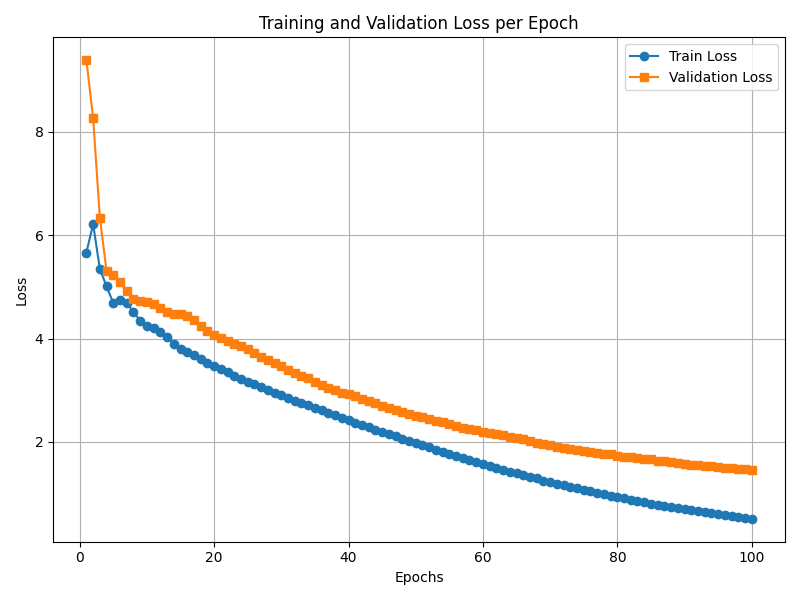 Training and Validation Loss per Epoch
Train Loss
Validation Loss
8
6
4
2
Loss
0 20 40 60 80 100
Epochs